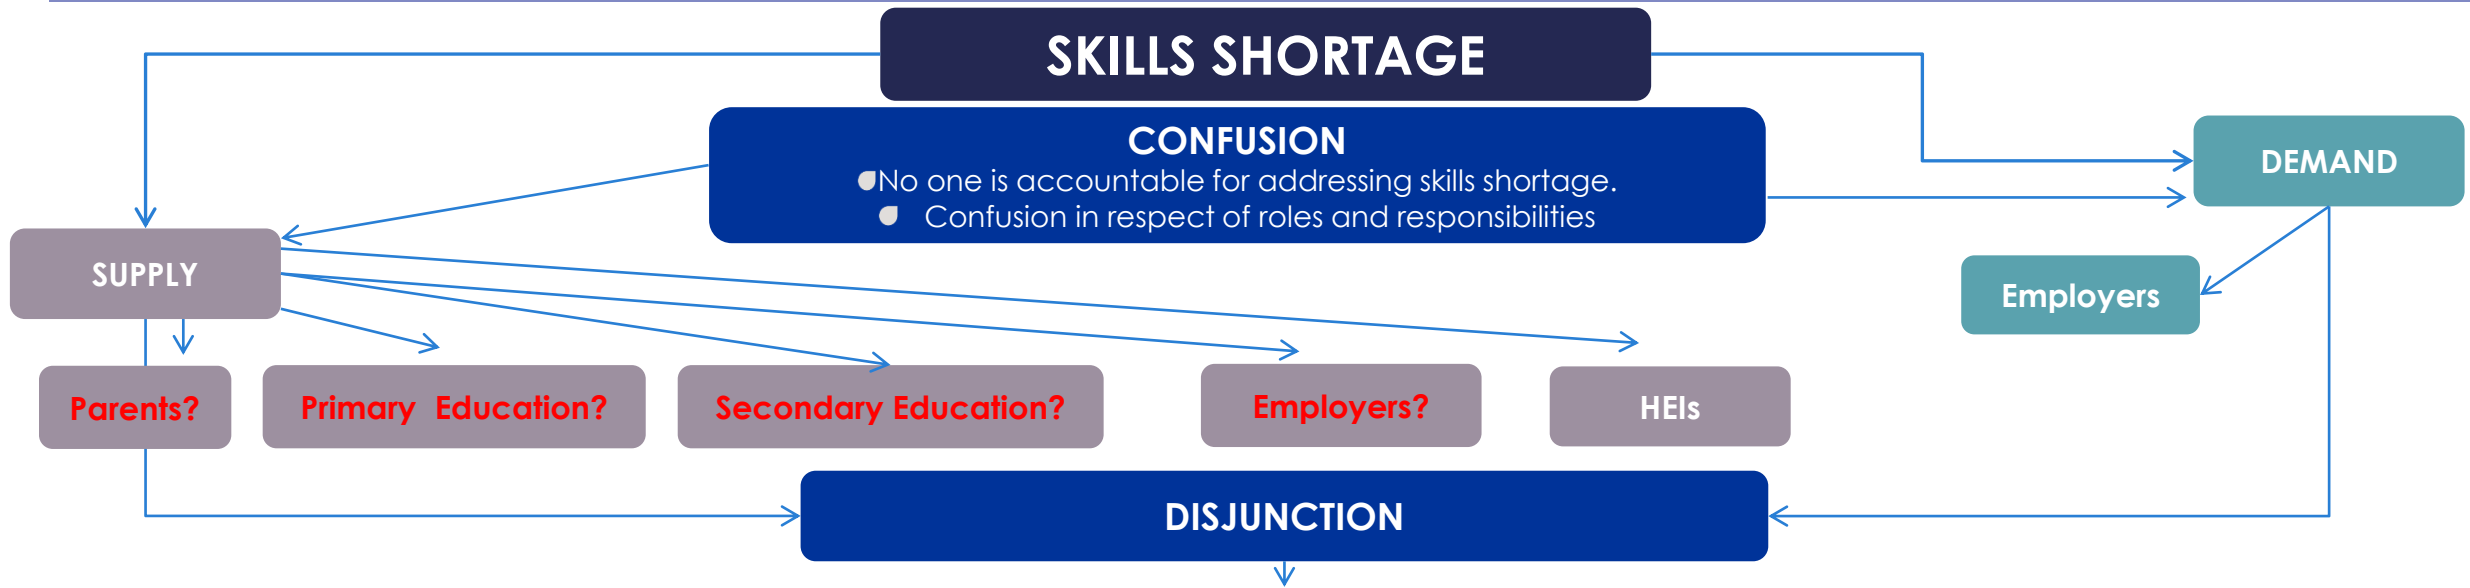 SKILLS SHORTAGE
CONFUSION
No one is accountable for addressing skills shortage.
Confusion in respect of roles and responsibilities
DEMAND
SUPPLY
Employers
Parents?
Primary Education?
Secondary Education?
Employers?
HEIs
DISJUNCTION